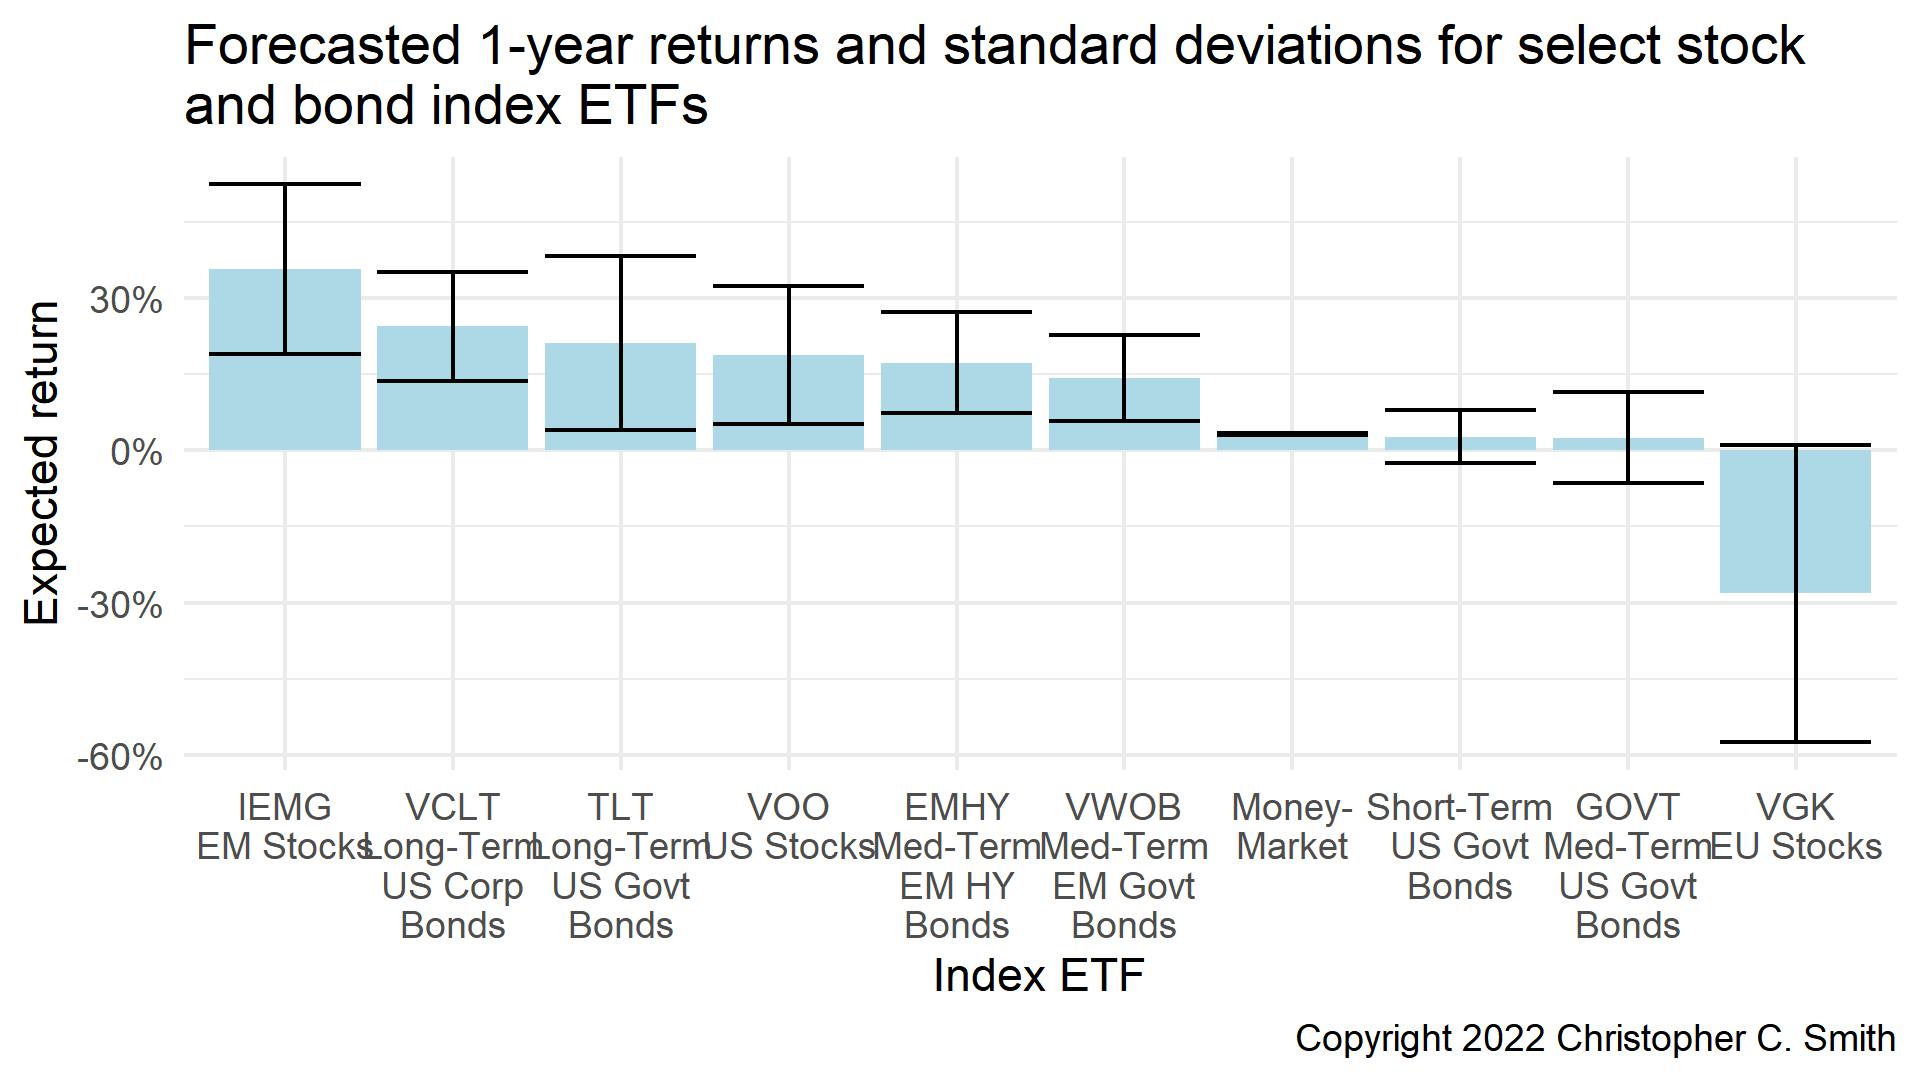 Forecasted 1-year returns and standard deviations for select stock
and bond index ETFs
Expected return
30%
0%
-30%
-60%
IEMG
EM Stocks
VCLT
Long-Term
US Corp
Bonds
TLT
Long-Term
US Govt
Bonds
VOO
US Stocks
EMHY
Med-Term
EM HY
Bonds
VWOB
Med-Term
EM Govt
Bonds
Money-
Market
Short-Term
US Govt
Bonds
GOVT
Med-Term
US Govt
Bonds
VGK
EU Stocks
Index ETF
Copyright 2022 Christopher C. Smith